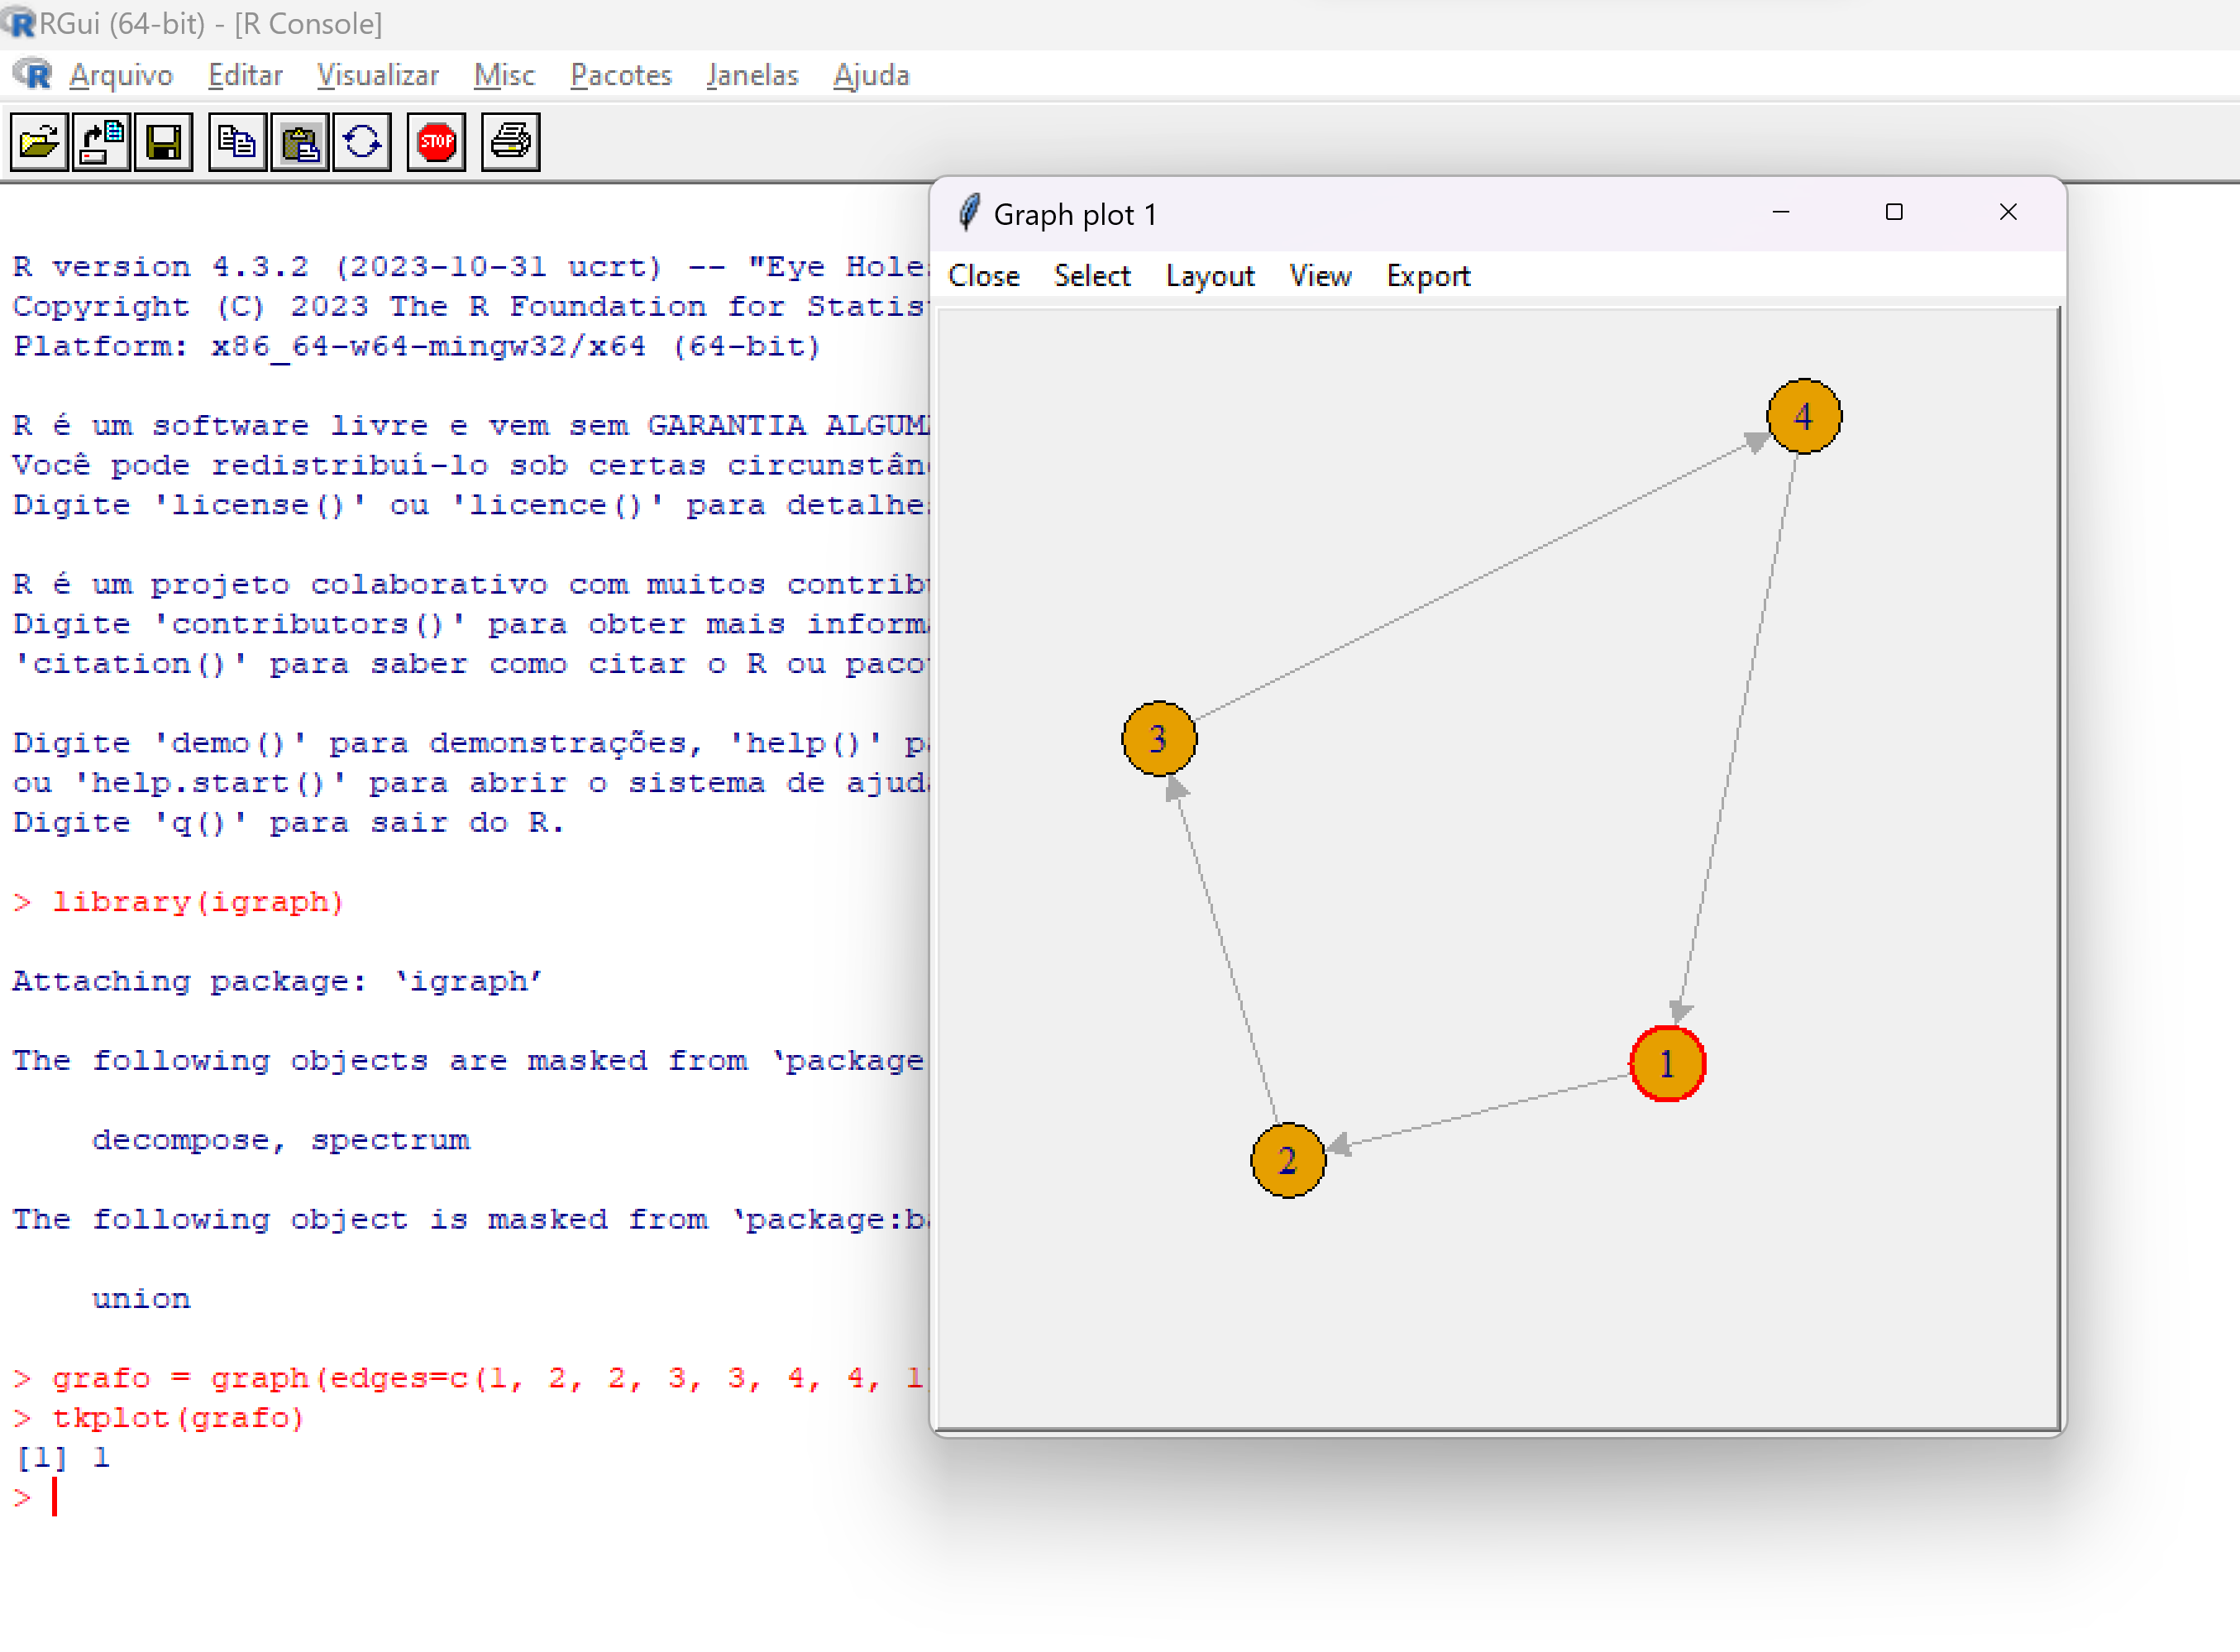 RGui (64-bit) - [R Console]
Arquivo Editar Visualizar Misc Pacotes Janelas Ajuda
STOP
R version 4.3.2 (2023-10-31 ucrt) -- "Eye Hole
Copyright (C) 2023 The R Foundation for Statis
Platform: x86_64-w64-mingw32/x64 (64-bit)
R é um software livre e vem sem GARANTIA ALGUM
Você pode redistribuí-lo sob certas circunstân
Digite 'license()' ou 'licence()' para detalhe
R é um projeto colaborativo com muitos contrib
Digite 'contributors()' para obter mais inform
'citation()' para saber como citar o R ou paco
Digite 'demo()' para demonstrações, 'help()' p
ou 'help.start()' para abrir o sistema de ajud
Digite 'q()' para sair do R.
> library(igraph)
Attaching package: ‘igraph’
The following objects are masked from ‘package
decompose, spectrum
The following object is masked from ‘package:b
union
> grafo = graph(edges=c(1, 2, 2, 3, 3, 4, 4, 1
> tkplot(grafo)
[1] 1
>
Graph plot 1
Close Select Layout View Export
4
3
1
2